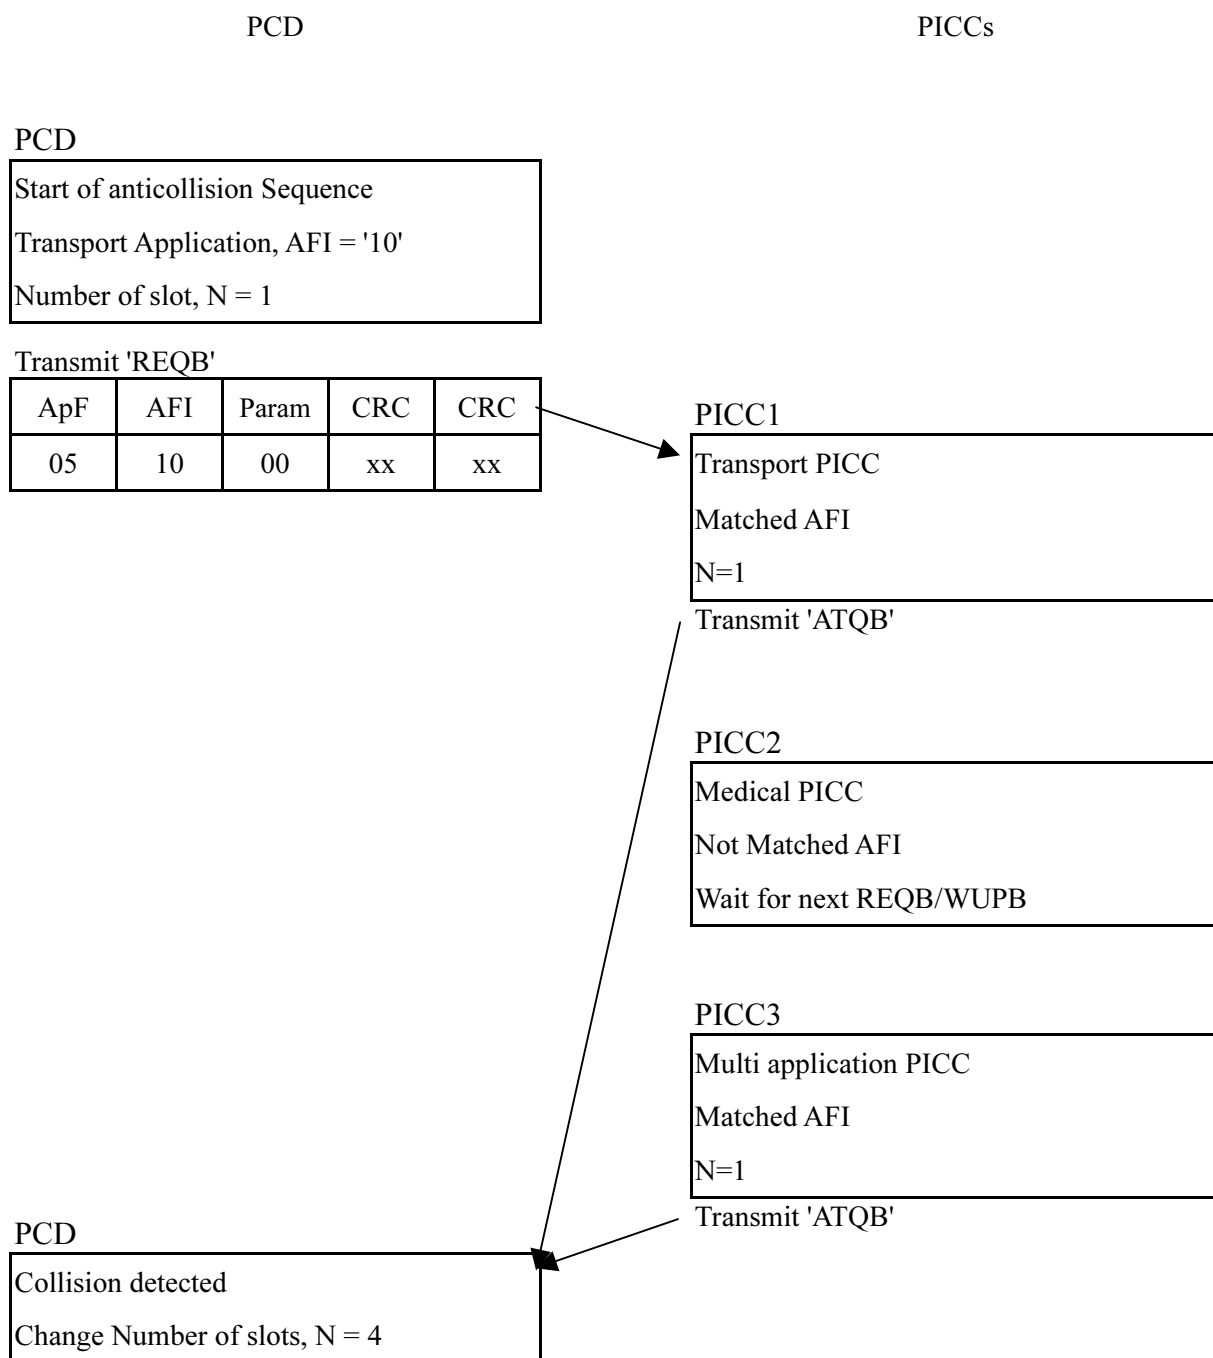 PCD PICCs
PCD
Start of anticollision Sequence
Transport Application, AFI = '10'
Number of slot, N = 1
Transmit 'REQB'
ApF AFI Param CRC CRC
05 10 00 xx xx
PICC1
Transport PICC
Matched AFI
N=1
Transmit 'ATQB'
PICC2
Medical PICC
Not Matched AFI
Wait for next REQB/WUPB
PICC3
Multi application PICC
Matched AFI
N=1
Transmit 'ATQB'
PCD
Collision detected
Change Number of slots, N = 4